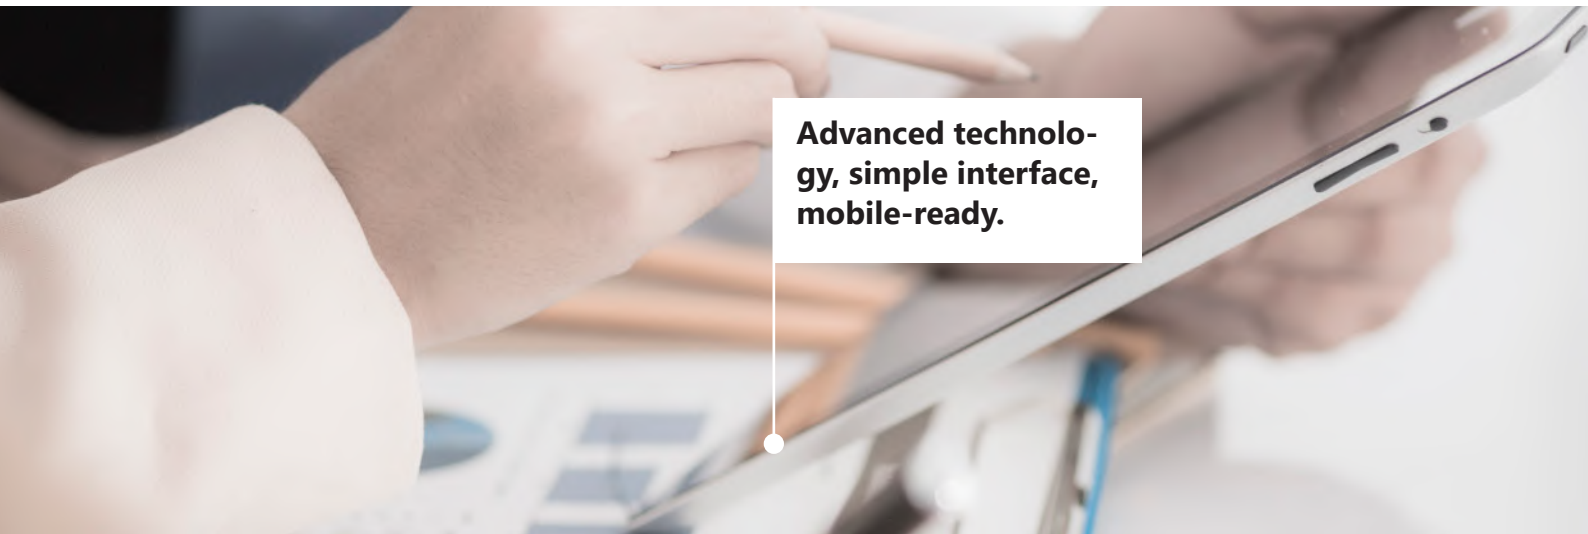 Advanced technolo-
gy, simple interface,
mobile-ready.